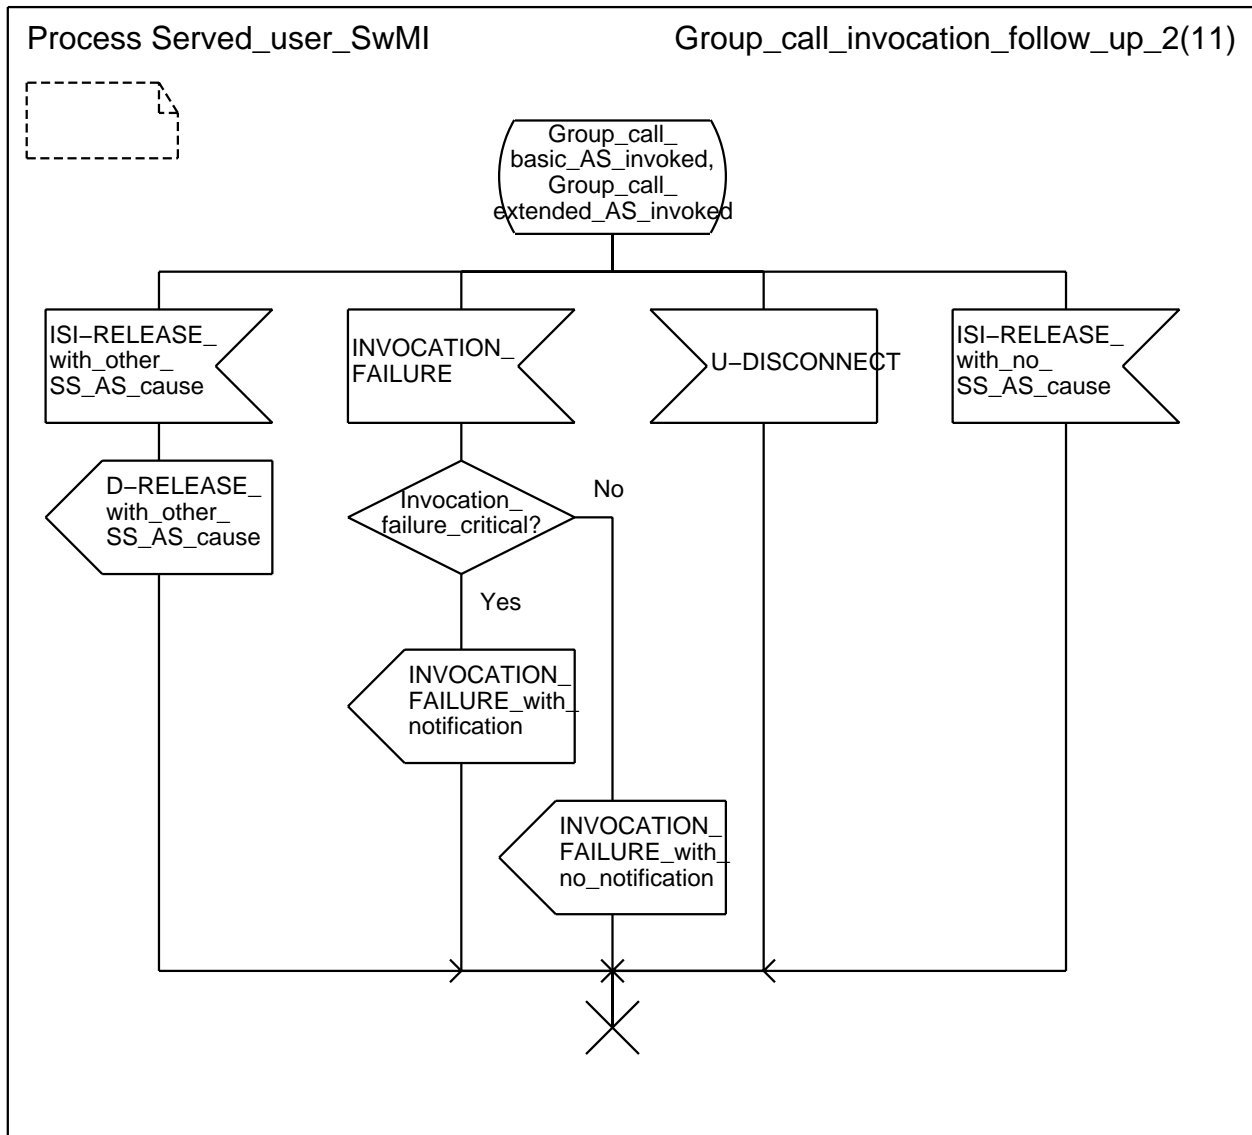 Process Served_user_SwMI
Group_call_invocation_follow_up_2(11)
Group_call_
basic_AS_invoked,
Group_call_
extended_AS_invoked
ISI–RELEASE_
with_other_
SS_AS_cause
INVOCATION_
FAILURE
U–DISCONNECT
ISI–RELEASE_
with_no_
SS_AS_cause
D–RELEASE_
with_other_
SS_AS_cause
Invocation_
failure_critical?
No
Yes
INVOCATION_
FAILURE_with_
notification
INVOCATION_
FAILURE_with_
no_notification